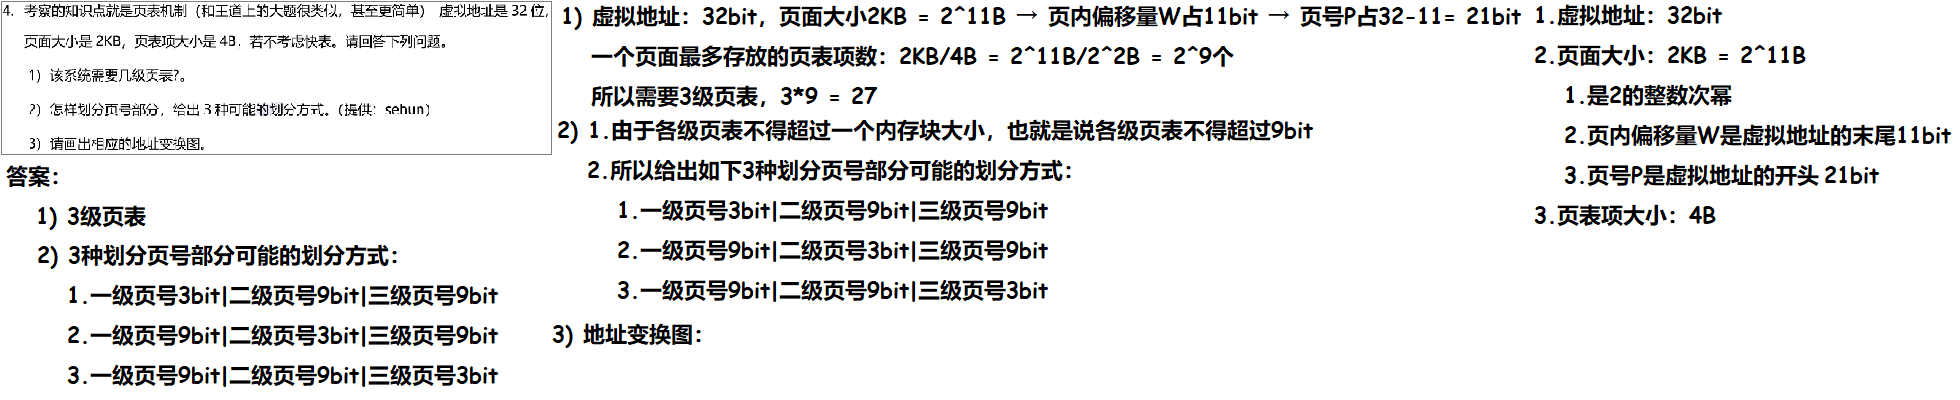 4. 考察的知识点就是页表机制（和王道上的大题很类似，甚至更简单） 虚拟地址是 32 位，
页面大小是 2KB，页表项大小是 4B，若不考虑快表。请回答下列问题。
1）该系统需要几级页表?。
2）怎样划分页号部分，给出 3 种可能的划分方式。（提供：sehun）
3）请画出相应的地址变换图。
答案：
1) 3级页表
2) 3种划分页号部分可能的划分方式：
1.一级页号3bit|二级页号9bit|三级页号9bit
2.一级页号9bit|二级页号3bit|三级页号9bit
3.一级页号9bit|二级页号9bit|三级页号3bit
1) 虚拟地址：32bit，页面大小2KB = 2^11B → 页内偏移量W占11bit → 页号P占32-11= 21bit
一个页面最多存放的页表项数：2KB/4B = 2^11B/2^2B = 2^9个
所以需要3级页表，3*9 = 27
2) 1.由于各级页表不得超过一个内存块大小，也就是说各级页表不得超过9bit
2.所以给出如下3种划分页号部分可能的划分方式：
1.一级页号3bit|二级页号9bit|三级页号9bit
2.一级页号9bit|二级页号3bit|三级页号9bit
3.一级页号9bit|二级页号9bit|三级页号3bit
3) 地址变换图：
1.虚拟地址：32bit
2.页面大小：2KB = 2^11B
1.是2的整数次幂
2.页内偏移量W是虚拟地址的末尾11bit
3.页号P是虚拟地址的开头 21bit
3.页表项大小：4B